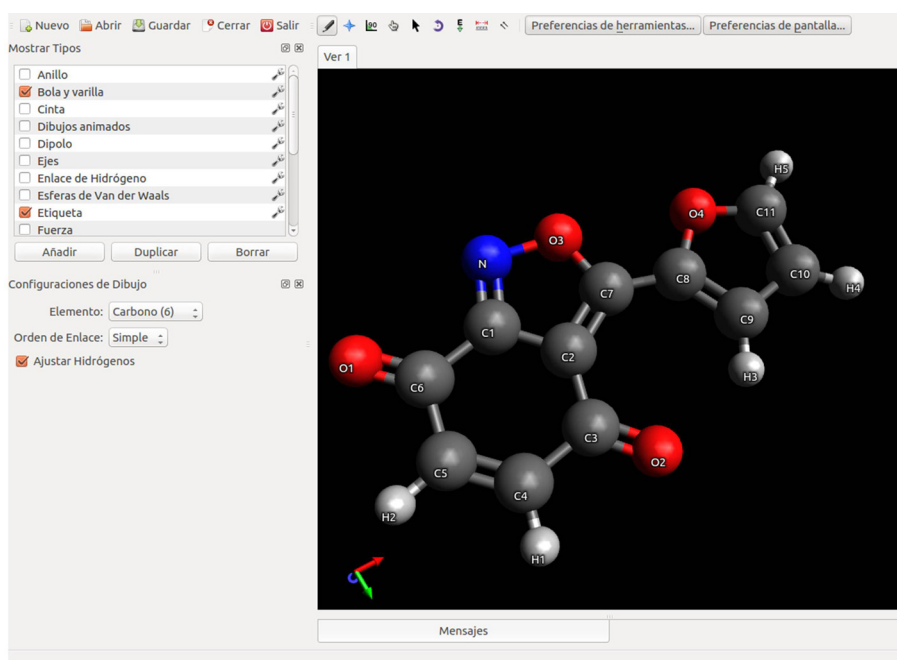 Nuevo Abrir Guardar Cerrar Salir Preferencias de herramientas... Preferencias de pantalla...
Mostrar Tipos
Ver 1
Anillo
Bola y varilla
Cinta
Dibujos animados
Dipolo
Ejes
Enlace de Hidrógeno
Esferas de Van der Waals
Etiqueta
Fuerza
Añadir Duplicar Borrar
Configuraciones de Dibujo
Elemento: Carbono (6)
Orden de Enlace: Simple
Ajustar Hidrógenos
H5
O4 C11
O3
N C8 C10
C7 H4
C9
C1
C2
O1 H3
C6
C3
O2
C5
C4
H2
H1
Mensajes